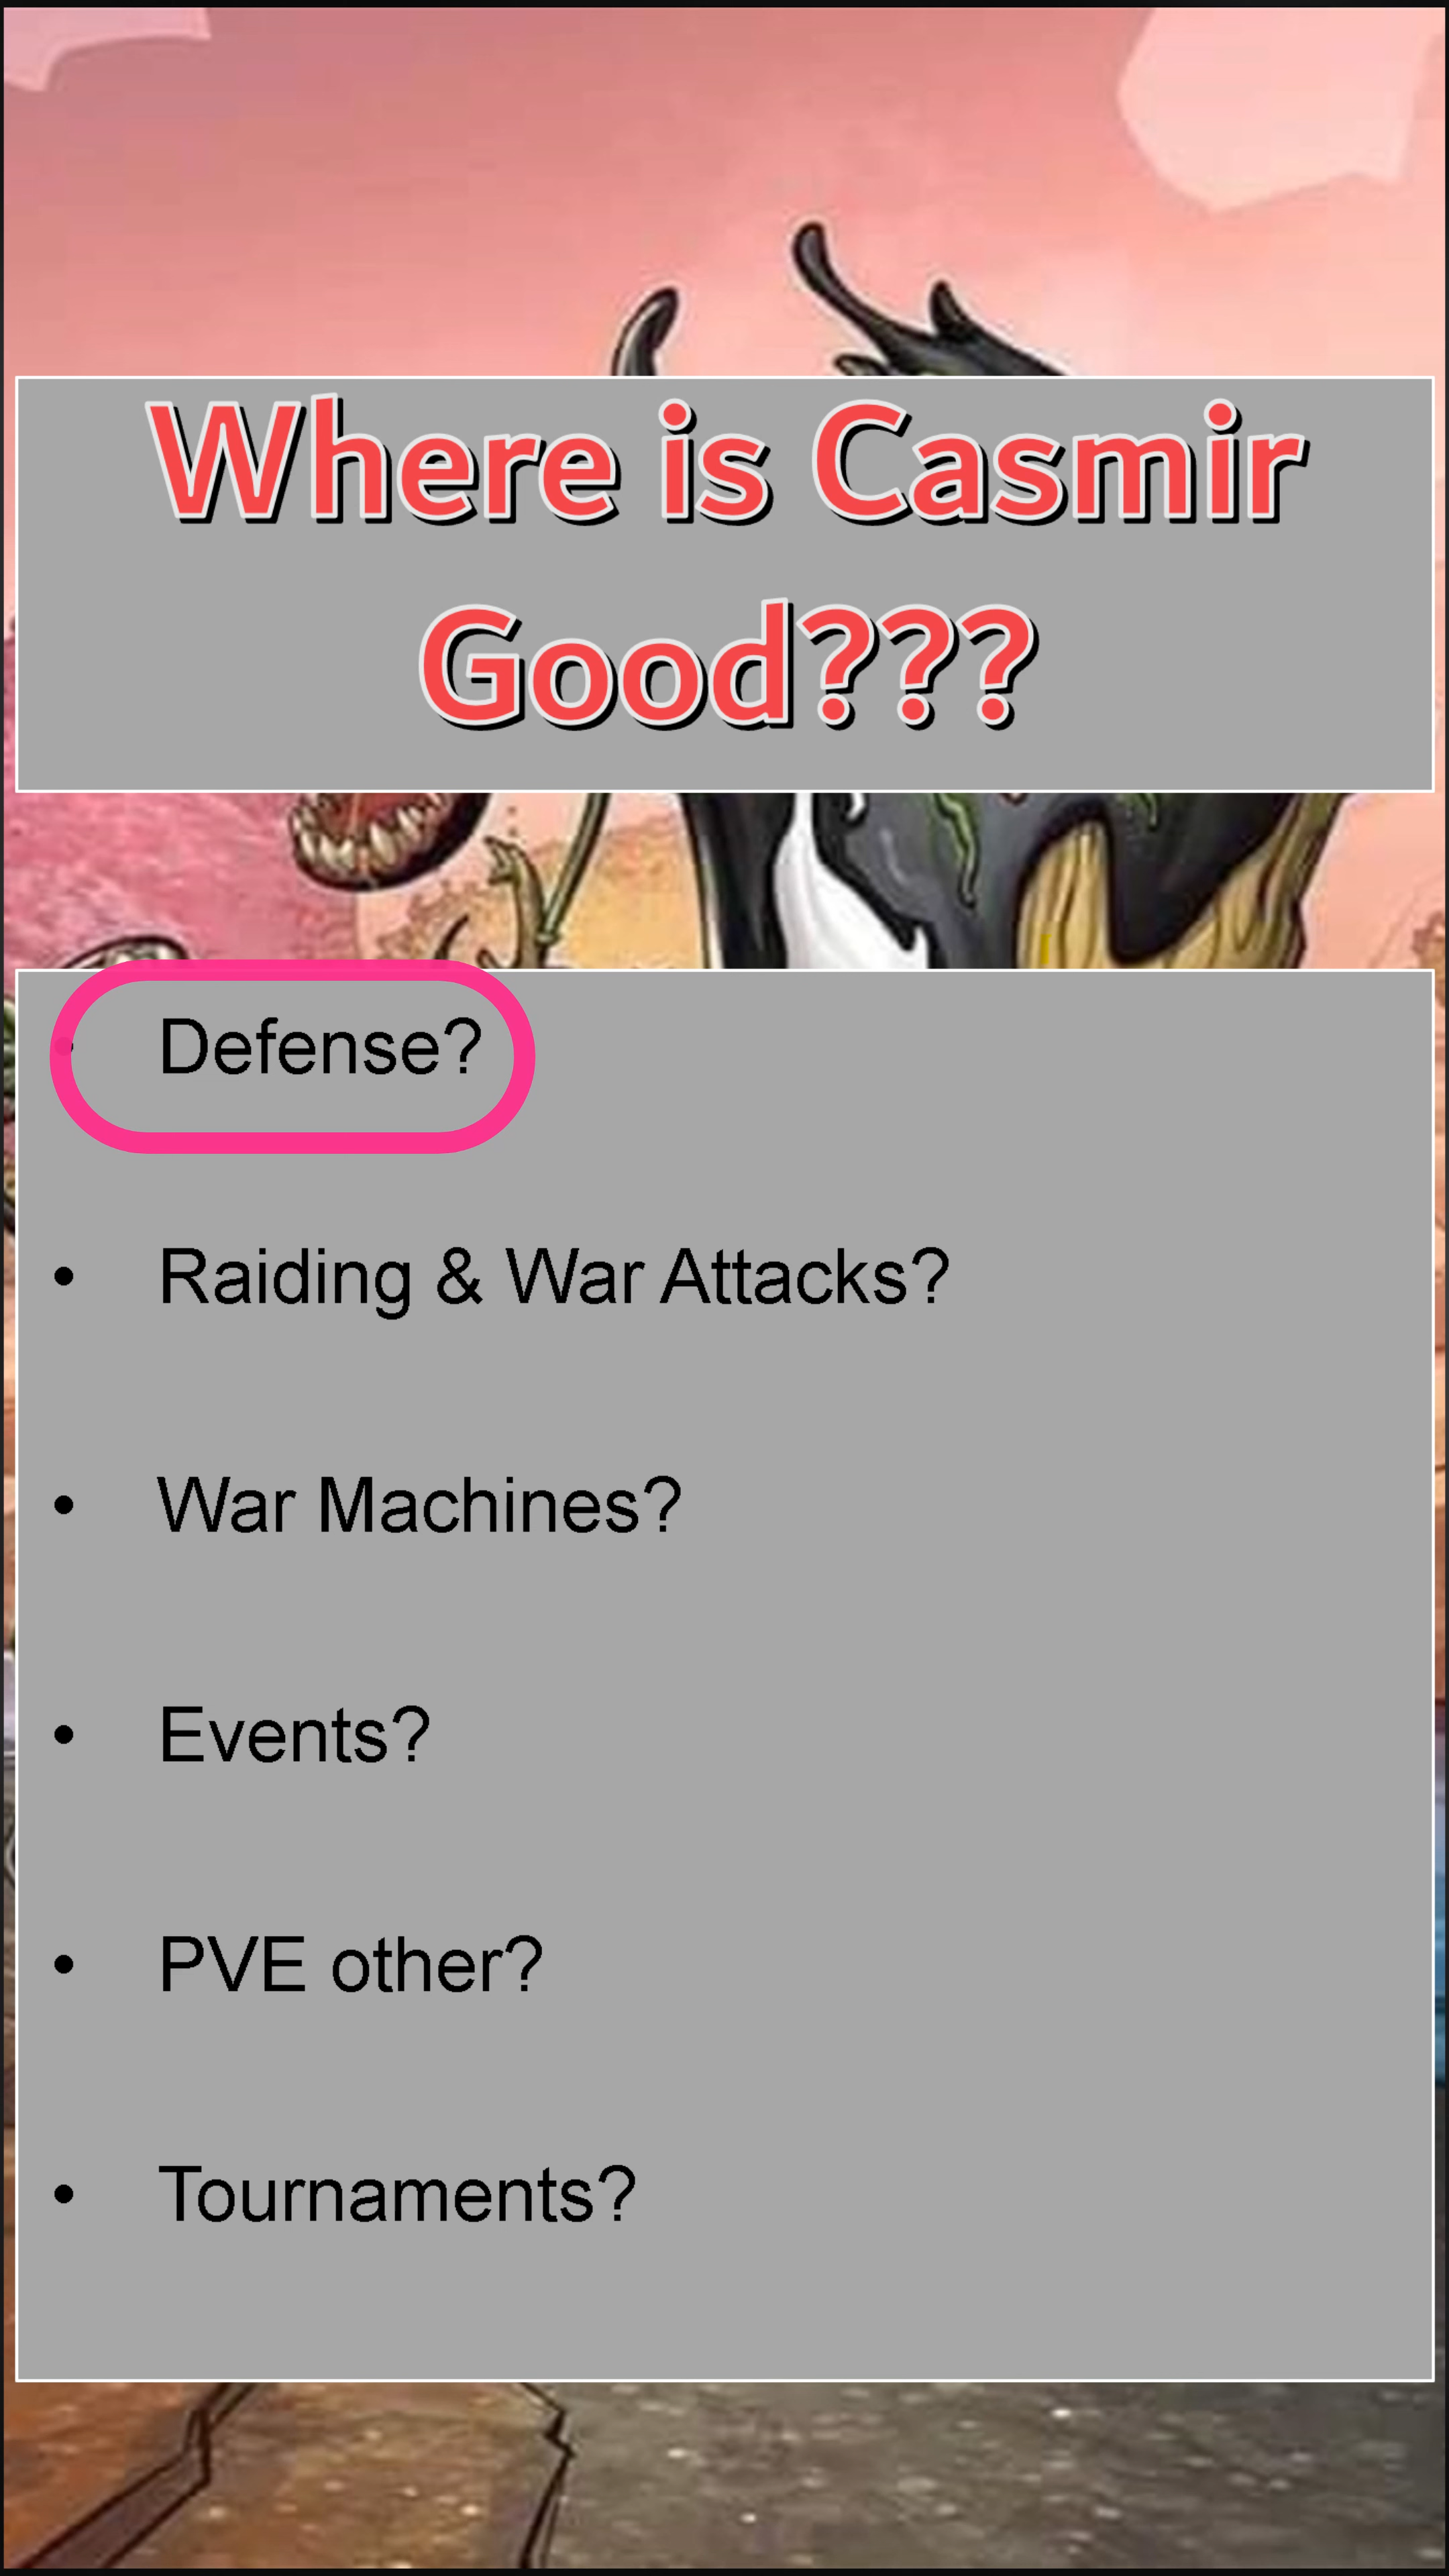 Where is Casmir
Good???
• Defense?
• Raiding & War Attacks?
• War Machines?
• Events?
• PVE other?
• Tournaments?